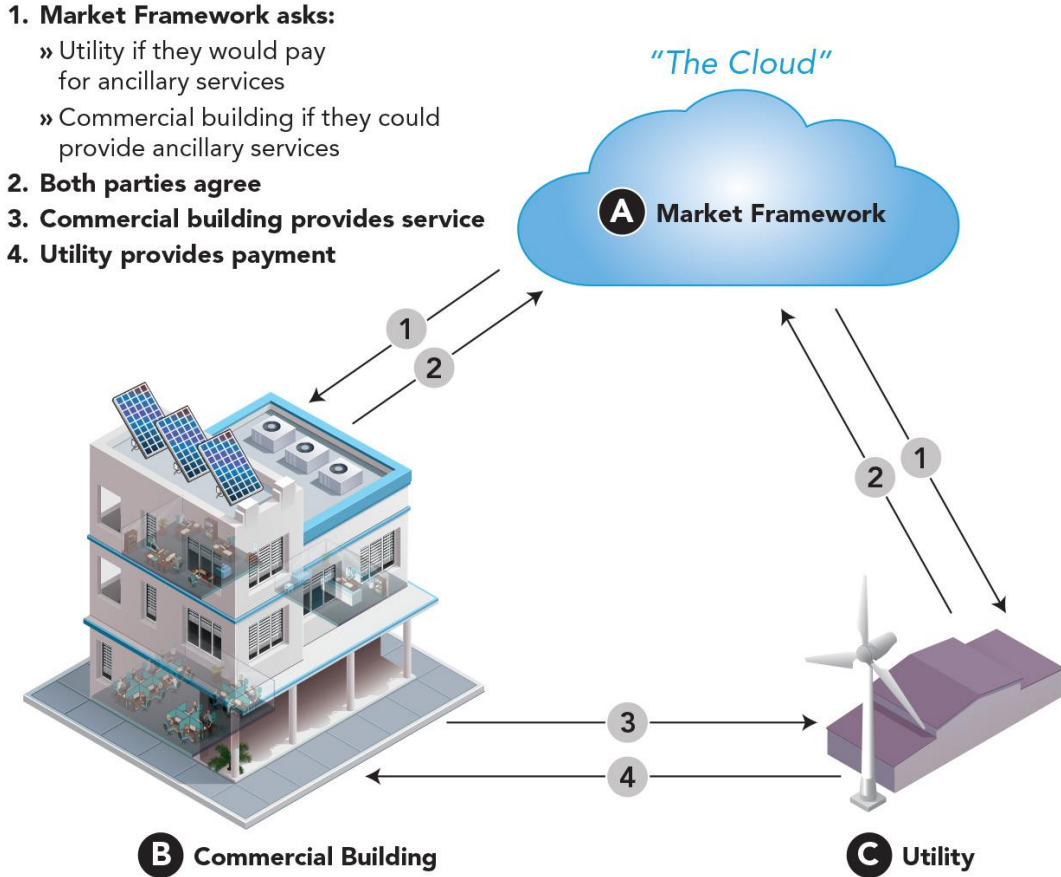 1. Market Framework asks:
» Utility if they would pay
for ancillary services
» Commercial building if they could
provide ancillary services
2. Both parties agree
3. Commercial building provides service
4. Utility provides payment
“The Cloud”
A Market Framework
1
2
2
1
3
4
B Commercial Building
C Utility